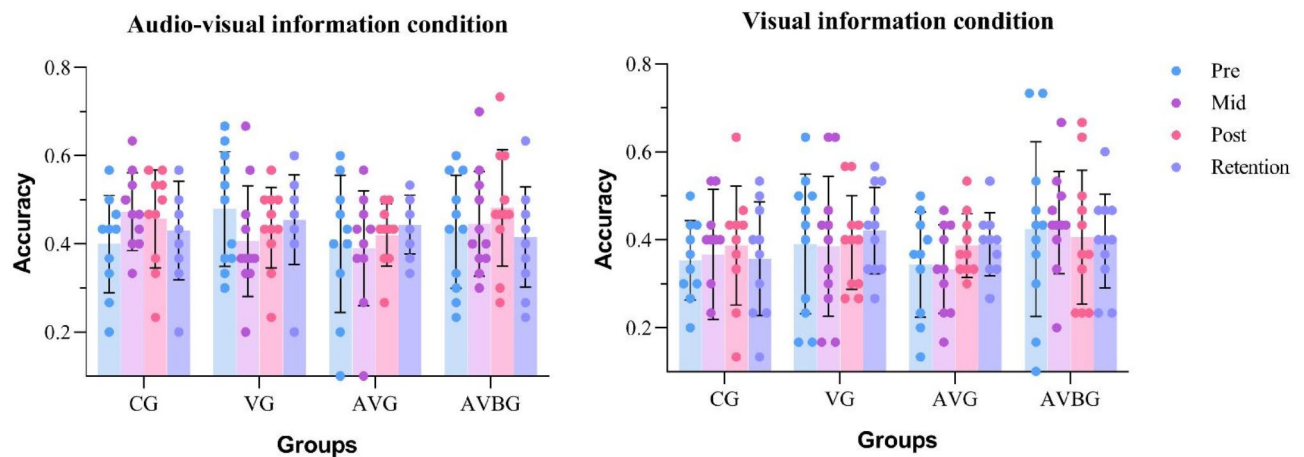 Audio-visual information condition
Accuracy
0.8
0.6
0.4
0.2
CG VG AVG AVBG
Groups
Visual information condition
Accuracy
0.8
0.6
0.4
0.2
CG VG AVG AVBG
Groups
Pre
Mid
Post
Retention